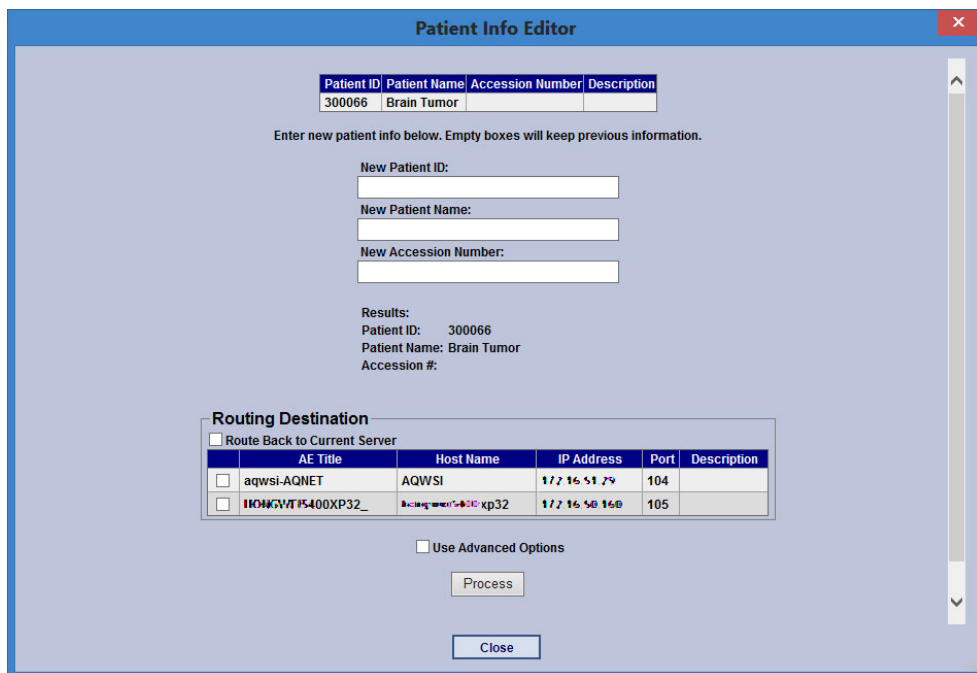 Patient Info Editor
Patient ID Patient Name Accession Number Description
300066 Brain Tumor
Enter new patient info below. Empty boxes will keep previous information.
New Patient ID:
New Patient Name:
New Accession Number:
Results:
Patient ID: 300066
Patient Name: Brain Tumor
Accession #:
Routing Destination
Route Back to Current Server
AE Title Host Name IP Address Port Description
aqwsi-AQNET AQWSI 104
105
Use Advanced Options
Process
Close